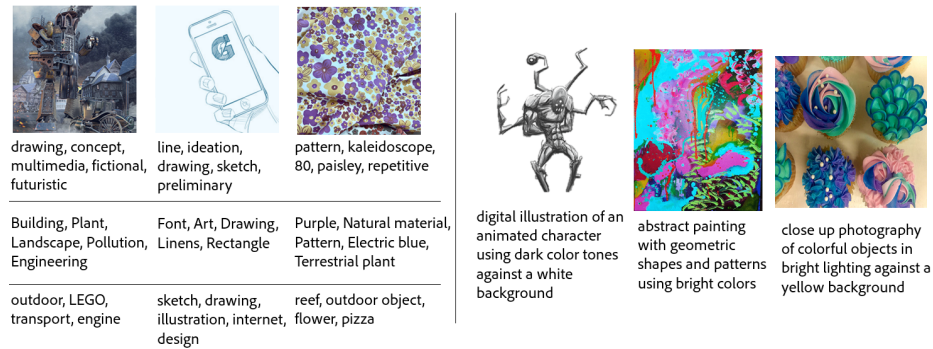 G
drawing, concept,
multimedia, fictional,
futuristic
line, ideation,
drawing, sketch,
preliminary
pattern, kaleidoscope,
80, paisley, repetitive
Building, Plant,
Landscape, Pollution,
Engineering
Font, Art, Drawing,
Linens, Rectangle
Purple, Natural material,
Pattern, Electric blue,
Terrestrial plant
outdoor, LEGO,
transport, engine
sketch, drawing,
illustration, internet,
design
reef, outdoor object,
flower, pizza
digital illustration of an
animated character
using dark color tones
against a white
background
abstract painting
with geometric
shapes and patterns
using bright colors
close up photography
of colorful objects in
bright lighting against a
yellow background